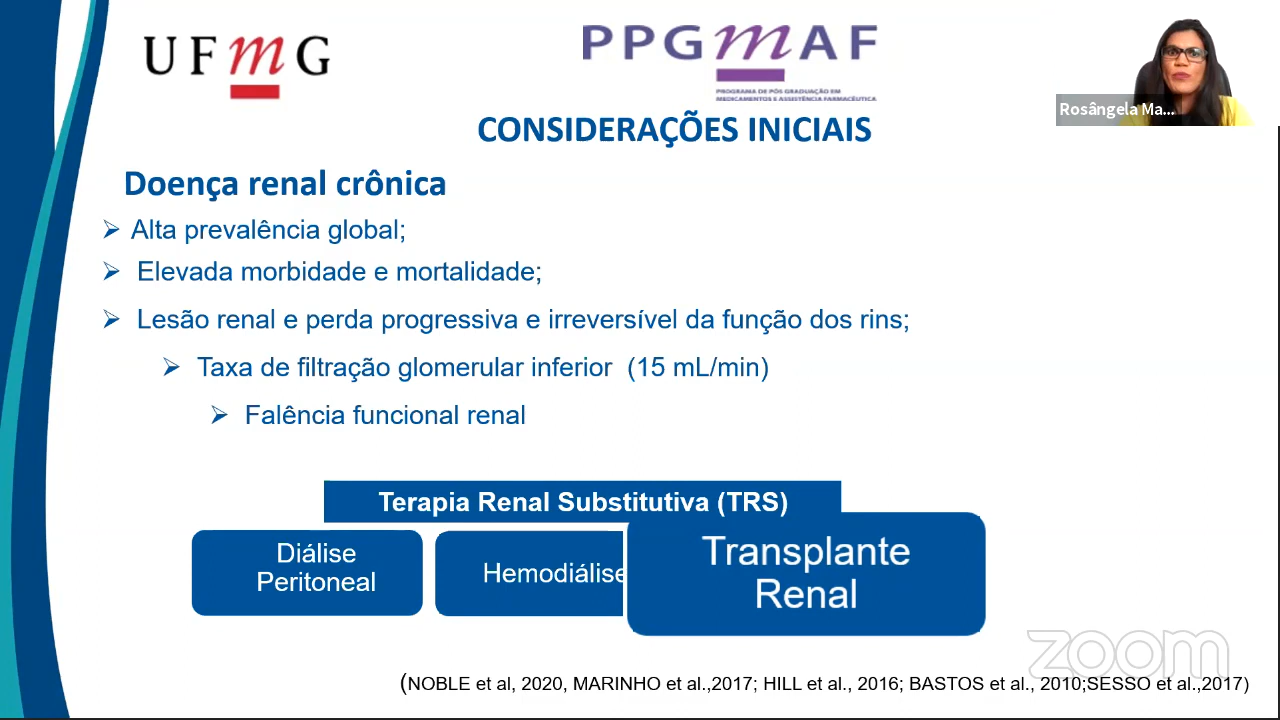 UFmG
PPGmAF
PROGRAMA DE PÓS GRADUAÇÃO EM
MEDICAMENTOS E ASSISTÊNCIA FARMACÊUTICA
Rosângela Ma...
CONSIDERAÇÕES INICIAIS
Doença renal crônica
Alta prevalência global;
Elevada morbidade e mortalidade;
Lesão renal e perda progressiva e irreversível da função dos rins;
Taxa de filtração glomerular inferior (15 mL/min)
Falência funcional renal
Terapia Renal Substitutiva (TRS)
Diálise
Peritoneal
Hemodiálise
Transplante
Renal
zoom
(NOBLE et al, 2020, MARINHO et al.,2017; HILL et al., 2016; BASTOS et al., 2010;SESSO et al.,2017)